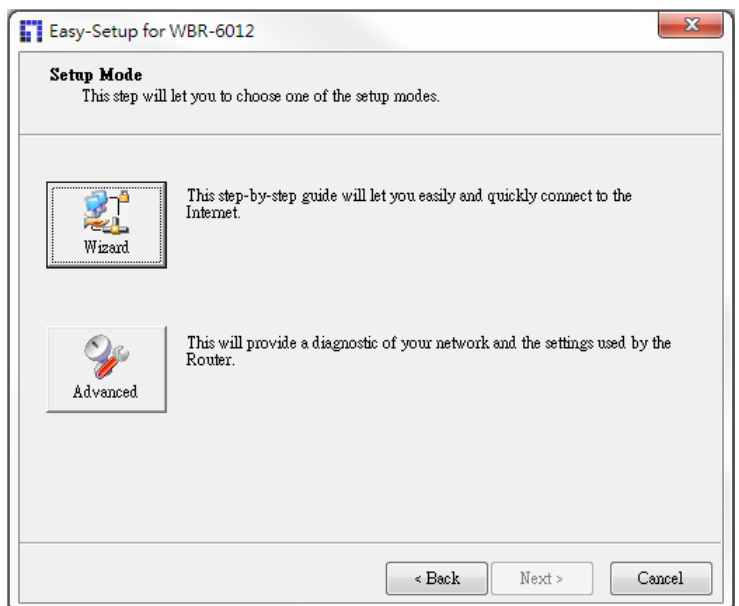 Easy-Setup for WBR-6012
Setup Mode
This step will let you to choose one of the setup modes.
This step-by-step guide will let you easily and quickly connect to the
Internet.
Wizard
This will provide a diagnostic of your network and the settings used by the
Router.
Advanced
< Back
Next >
Cancel